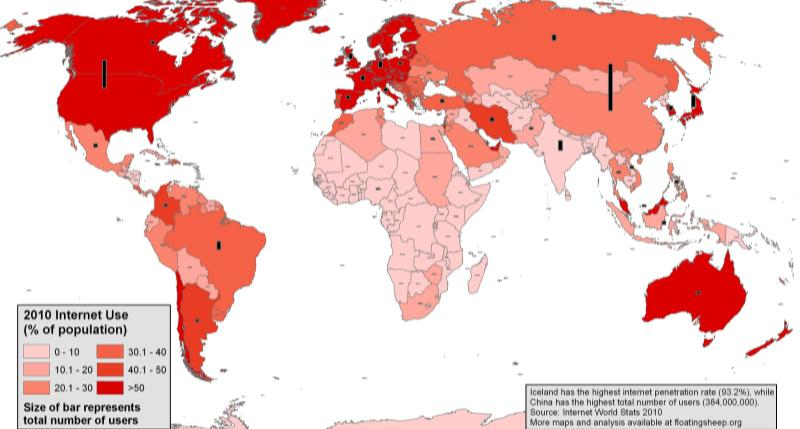 2010 Internet Use
(% of population)
0 - 10
30.1 - 40
10.1 - 20
40.1 - 50
20.1 - 30
>50
Size of bar represents
total number of users
Iceland has the highest internet penetration rate (93.2%), while
China has the highest total number of users (384,000,000).
Source: Internet World Stats 2010
More maps and analysis available at floatingsheep.org